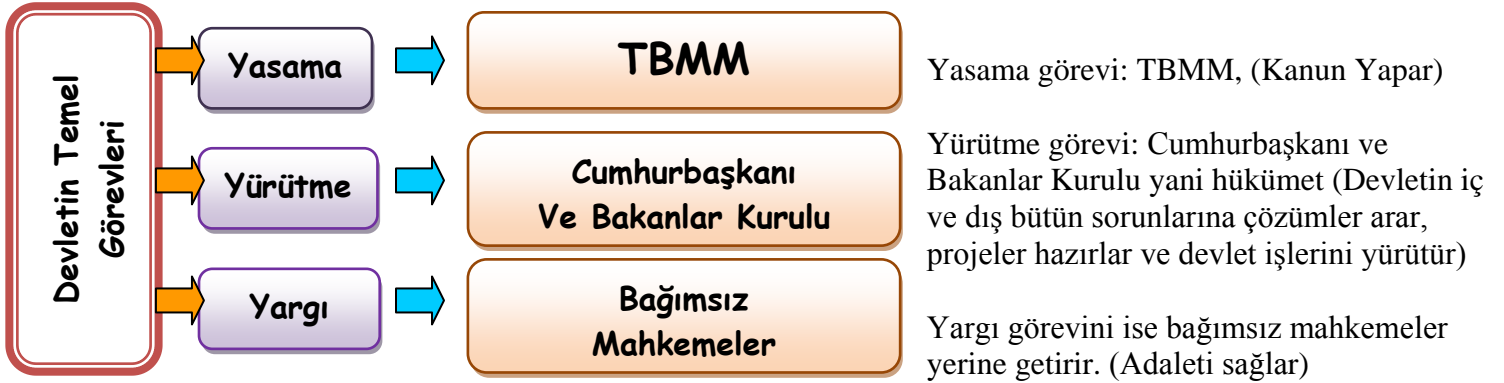 Devletin Temel
Görevleri
Yasama
TBMM
Yürütme
Cumhurbaşkanı
Ve Bakanlar Kurulu
Yargı
Bağımsız
Mahkemeler
Yasama görevi: TBMM, (Kanun Yapar)
Yürütme görevi: Cumhurbaşkanı ve
Bakanlar Kurulu yani hükümet (Devletin iç
ve dış bütün sorunlarına çözümler arar,
projeler hazırlar ve devlet işlerini yürütür)
Yargı görevini ise bağımsız mahkemeler
yerine getirir. (Adaleti sağlar)